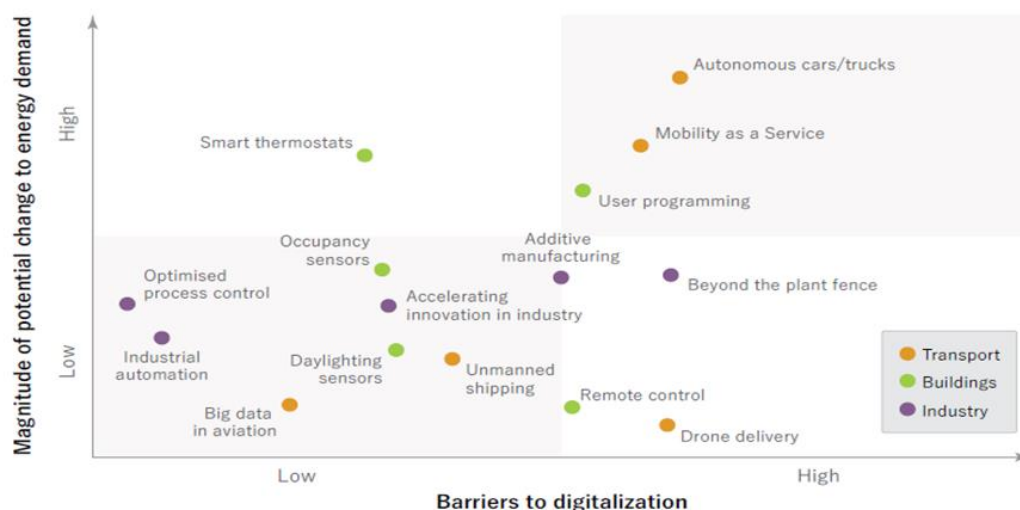 Magnitude of potential change to energy demand
High
Low
Autonomous cars/trucks
Mobility as a Service
Smart thermostats
User programming
Occupancy
sensors
Additive
manufacturing
Optimised
process control
Accelerating
innovation in industry
Beyond the plant fence
Industrial
automation
Daylighting
sensors
Unmanned
shipping
Big data
in aviation
Remote control
Drone delivery
Transport
Buildings
Industry
Low
High
Barriers to digitalization